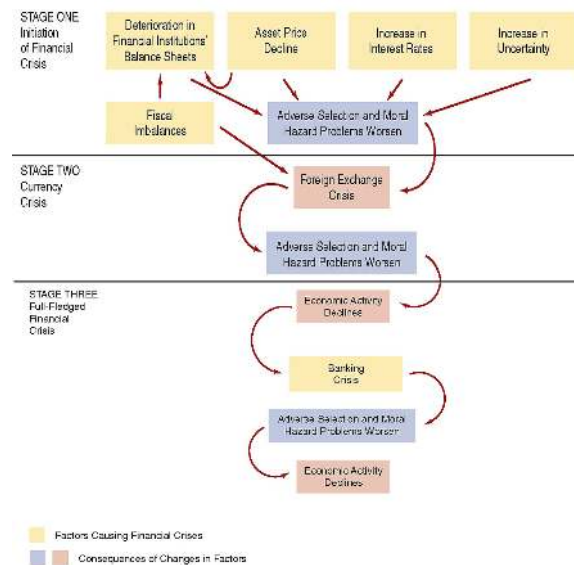 STAGE ONE
Initiation
of Financial
Crisis
Deterioration in
Financial Institutions'
Balance Sheets
Asset Price
Decline
Increase in
Interest Rates
Increase in
Uncertainty
Fiscal
Imbalances
Adverse Selection and Moral
Hazard Problems Worsen
STAGE TWO
Currency
Crisis
Foreign Exchange
Crisis
Adverse Selection and Moral
Hazard Problems Worsen
STAGE THREE
Full-Fledged
Financial
Crisis
Economic Activity
Declines
Banking
Crisis
Adverse Selection and Moral
Hazard Problems Worsen
Economic Activity
Declines
Factors Causing Financial Crises
Consequences of Changes in Factors